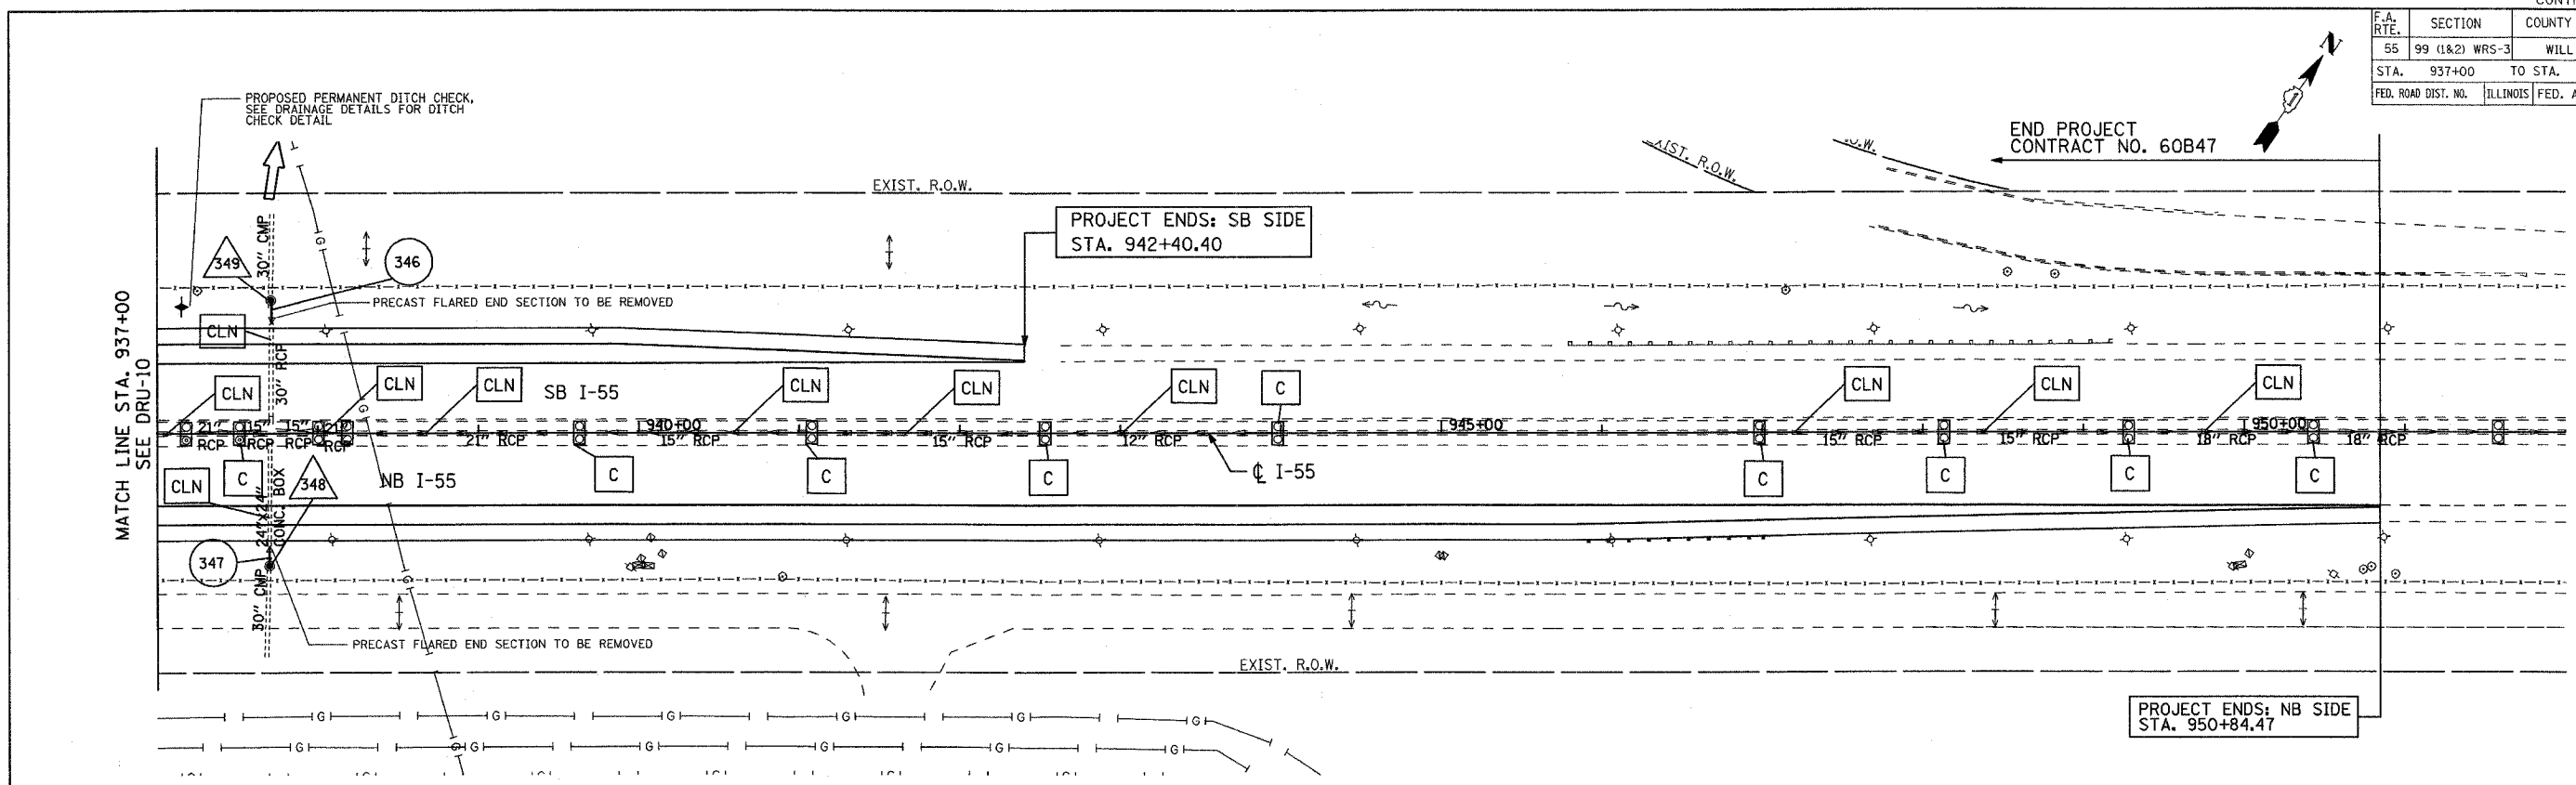 F.A. RTE. SECTION COUNTY
55 99 (1&2) WRS-3 WILL
STA. 937+00 TO STA.
FED. ROAD DIST. NO. ILLINOIS FED. A
N
PROPOSED PERMANENT DITCH CHECK,
SEE DRAINAGE DETAILS FOR DITCH
CHECK DETAIL
END PROJECT
CONTRACT NO. 60B47
EXIST. R.O.W.
R.O.W.
EXIST. R.O.W.
PROJECT ENDS: SB SIDE
STA. 942+40.40
349
30" CMP
346
PRECAST FLARED END SECTION TO BE REMOVED
MATCH LINE STA. 937+00
SEE DRU-10
CLN
30" RCP
CLN
CLN
CLN
SB I-55
CLN
CLN
CLN
C
CLN
CLN
CLN
21" RCP
15" RCP
15" RCP
21" RCP
21" RCP
940+00
15" RCP
15" RCP
12" RCP
945+00
15" RCP
15" RCP
18" RCP
950+00
18" RCP
CLN
C
348
NB I-55
C
C
C
℄ I-55
C
C
C
C
24"X24"
CONC. BOX
347
30" CMP
PRECAST FLARED END SECTION TO BE REMOVED
EXIST. R.O.W.
PROJECT ENDS: NB SIDE
STA. 950+84.47
G G G G G G
G G G G G G